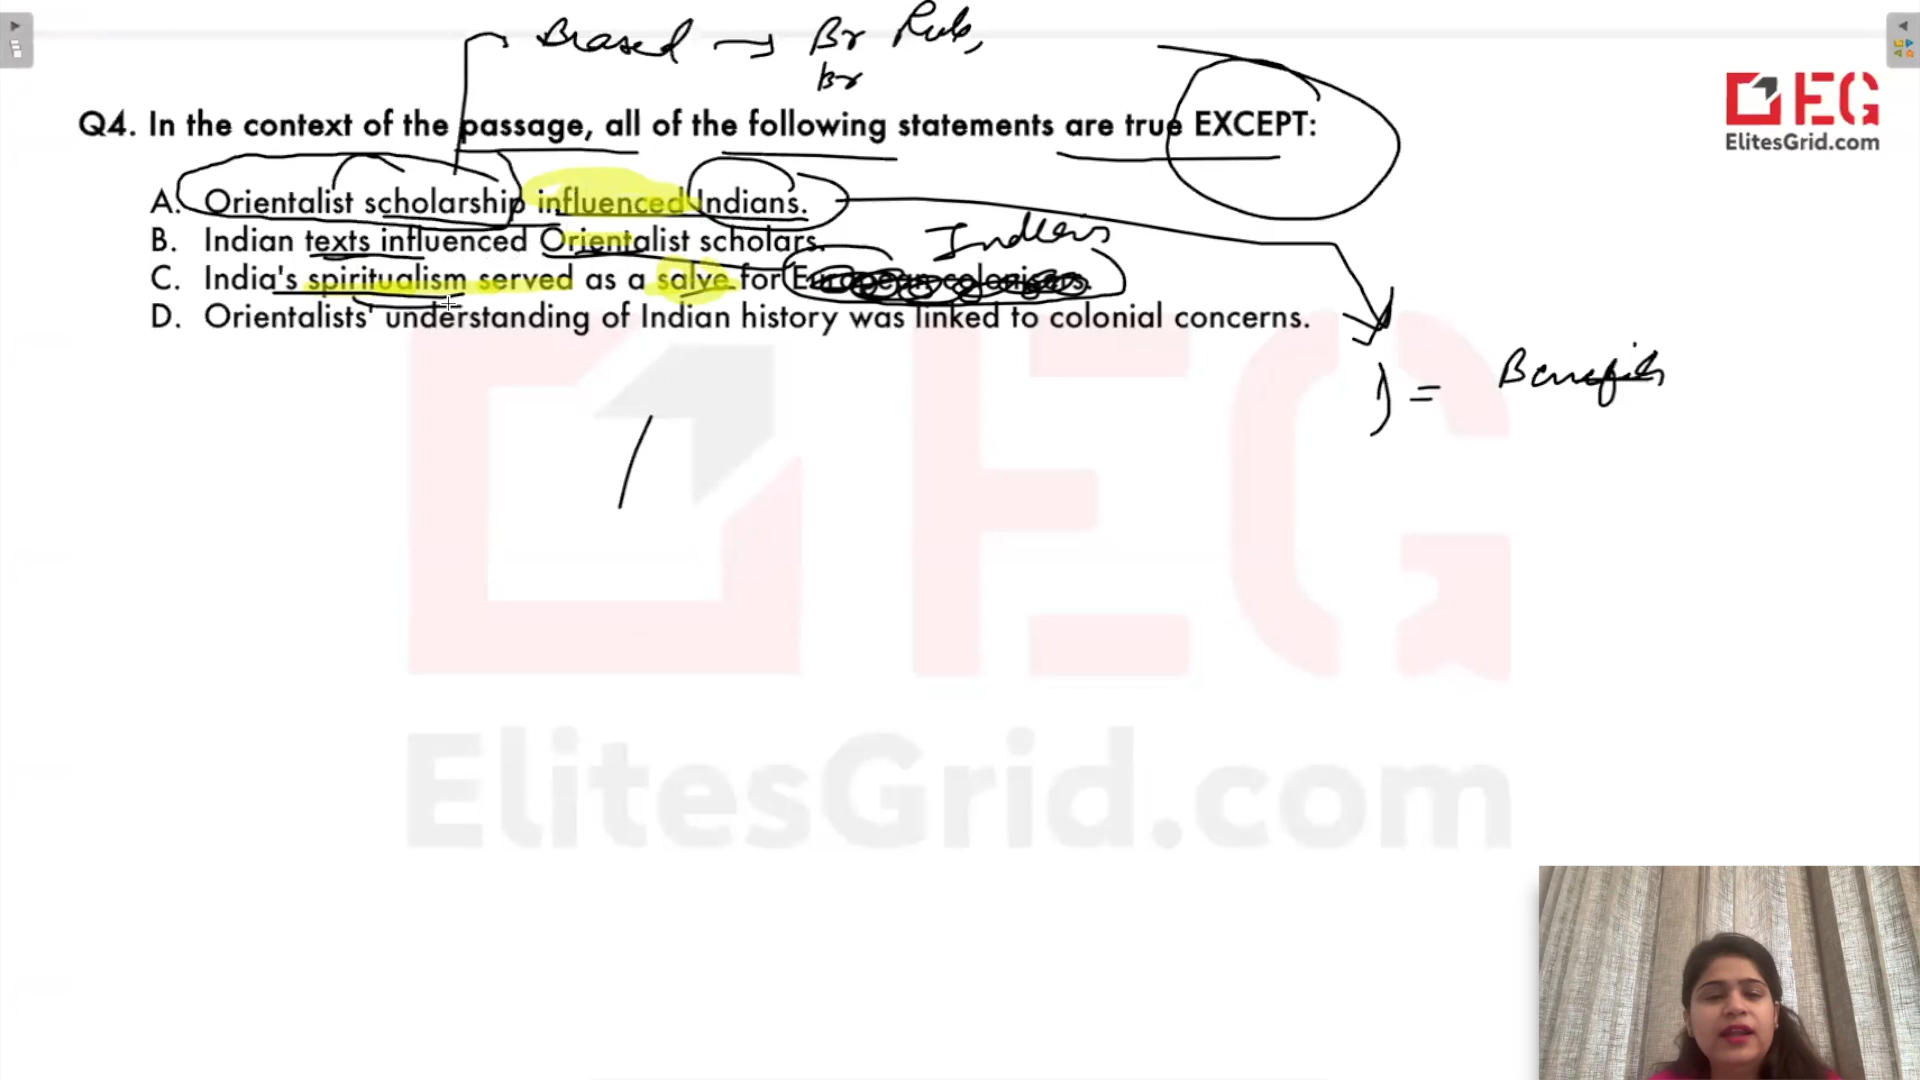 Biased → Br Rule,
Br
EG
ElitesGrid.com
Q4. In the context of the passage, all of the following statements are true EXCEPT:
A. Orientalist scholarship influenced Indians.
B. Indian texts influenced Orientalist scholars.
Indians
C. India's spiritualism served as a salve for European colonisers.
D. Orientalists' understanding of Indian history was linked to colonial concerns.
= Benefits
EG
ElitesGrid.com